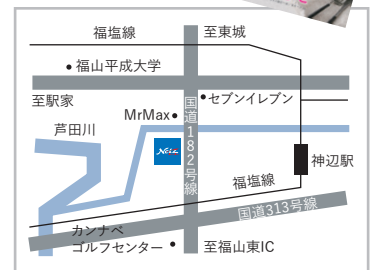 福塩線
至東城
福山平成大学
至駅家
セブンイレブン
MrMax
国道182号線
芦田川
Netz
神辺駅
福塩線
国道313号線
カンナベ
ゴルフセンター
至福山東IC